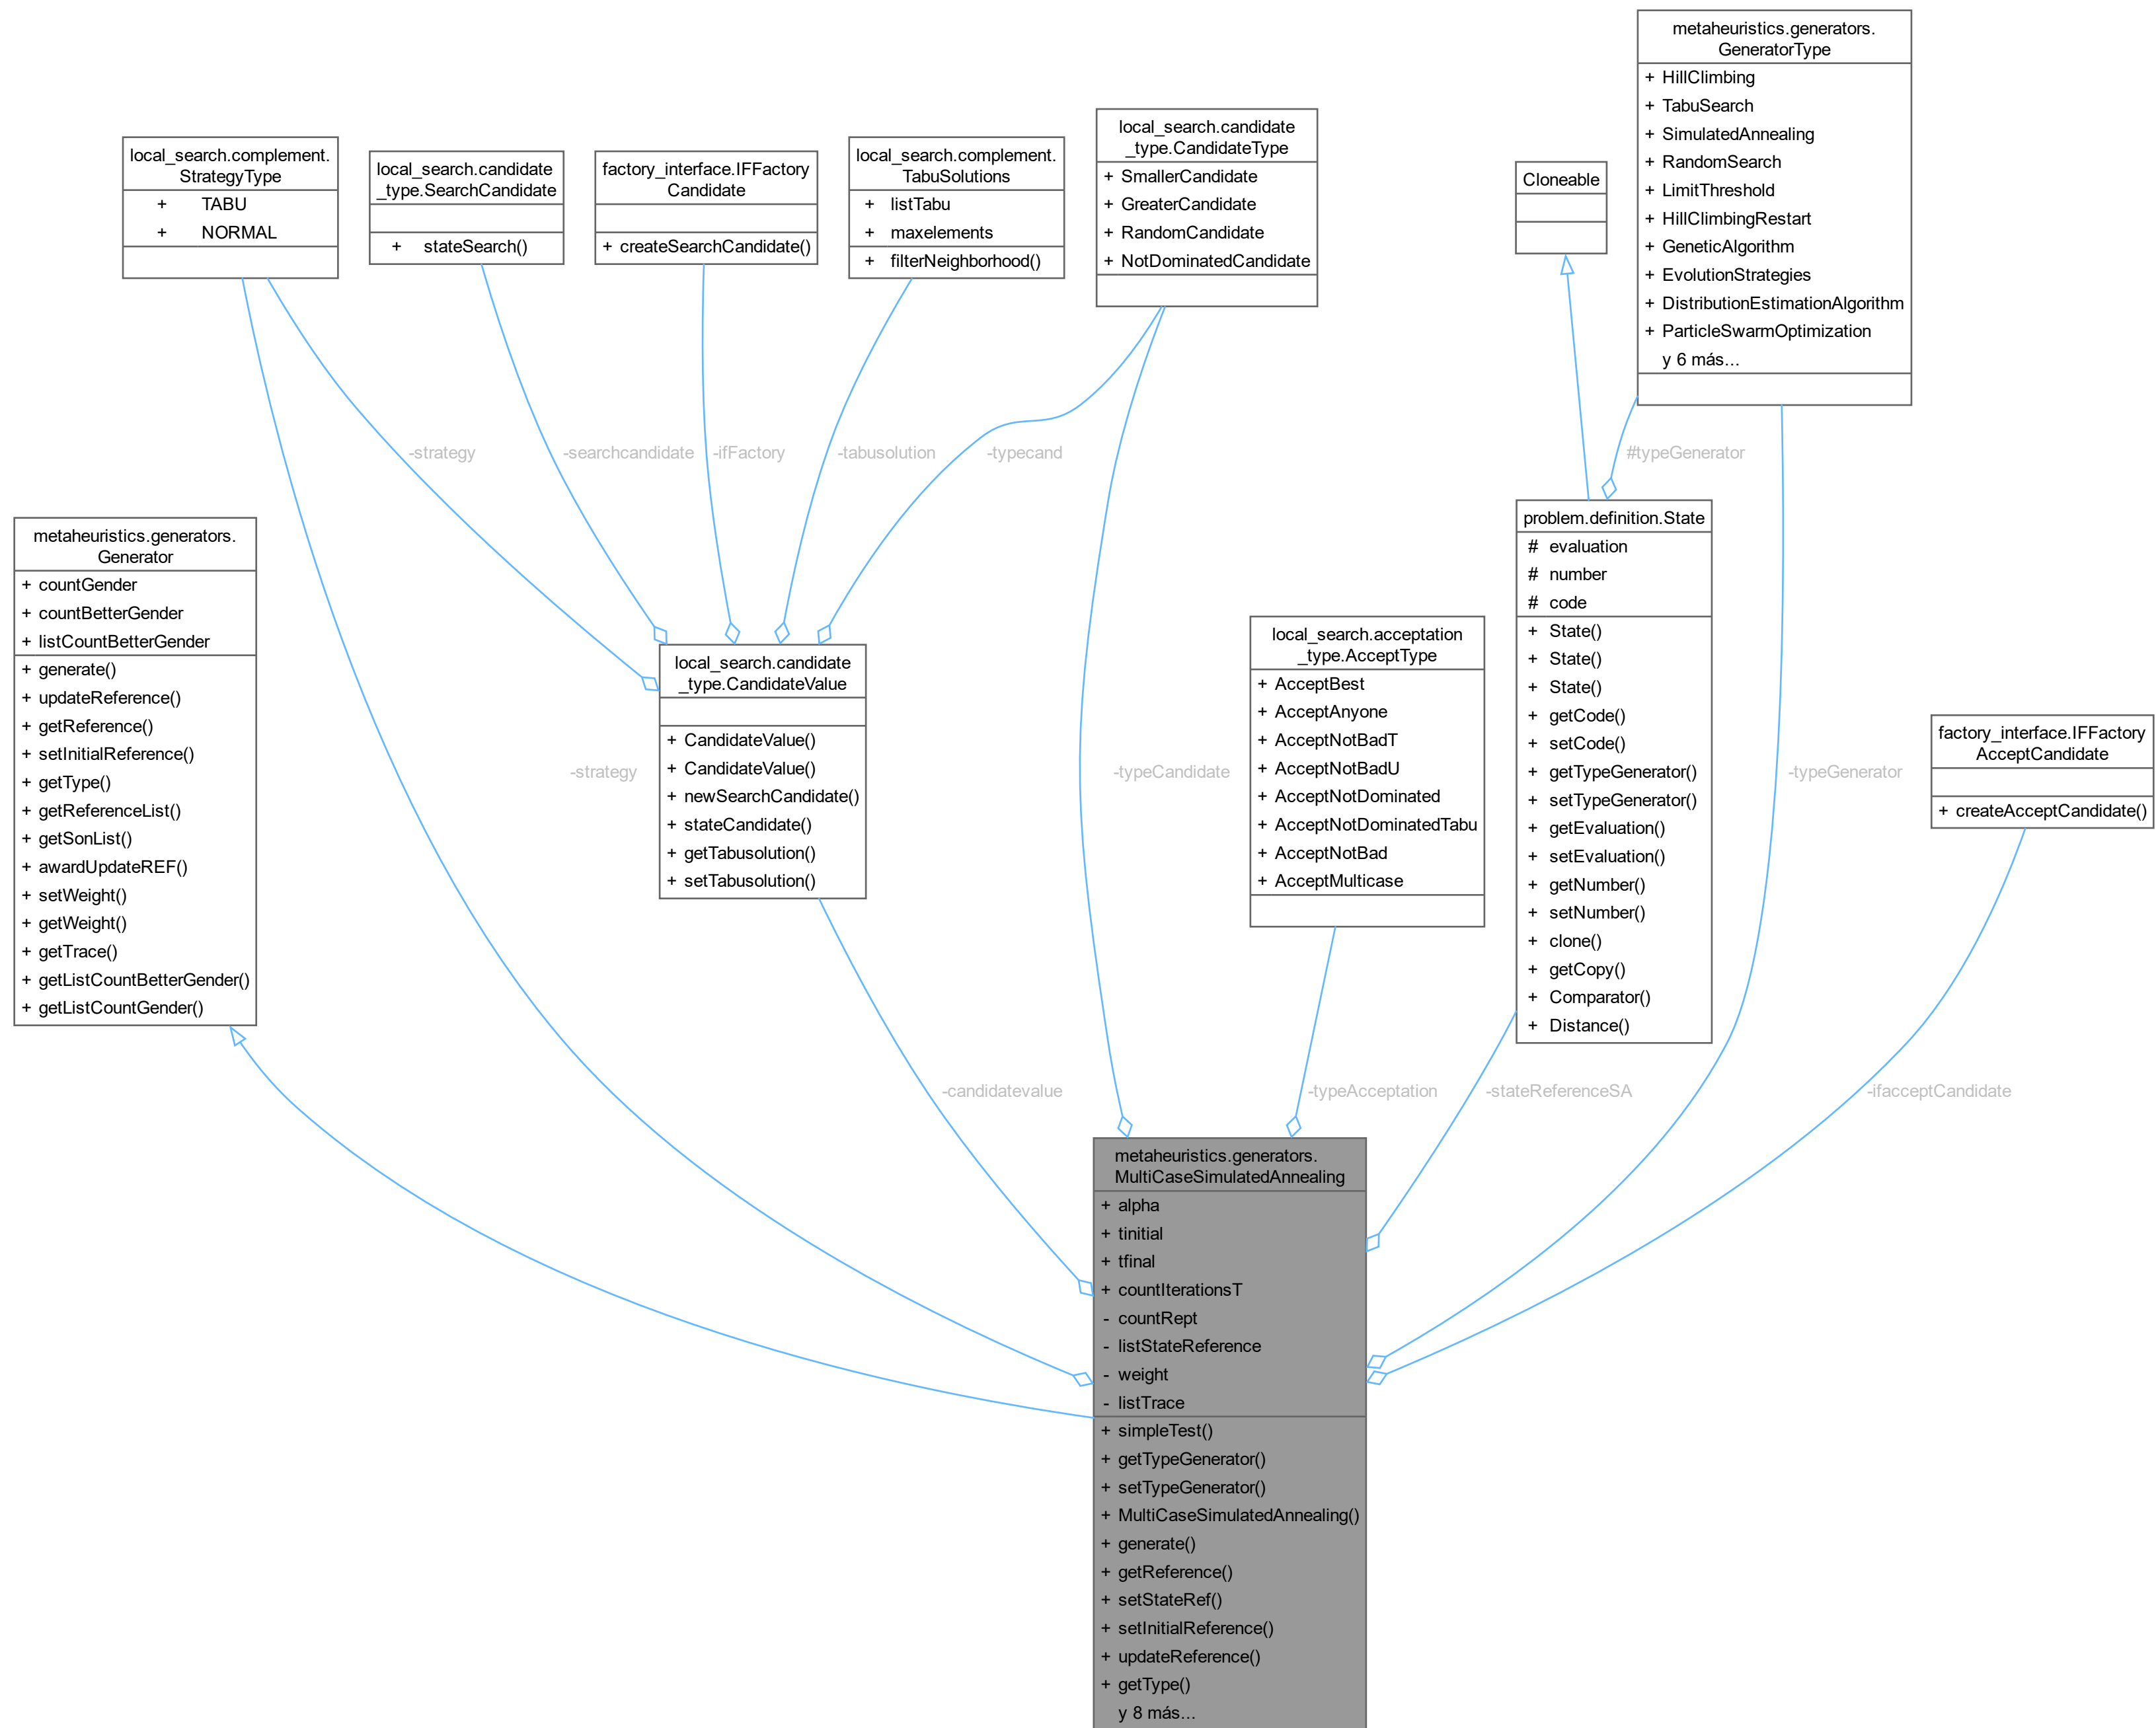 metaheuristics.generators.
GeneratorType
+ HillClimbing
+ TabuSearch
+ SimulatedAnnealing
+ RandomSearch
+ LimitThreshold
+ HillClimbingRestart
+ GeneticAlgorithm
+ EvolutionStrategies
+ DistributionEstimationAlgorithm
+ ParticleSwarmOptimization
y 6 más...
local_search.complement.
StrategyType
+ TABU
+ NORMAL
local_search.candidate
_type.SearchCandidate
+ stateSearch()
factory_interface.IFFactory
Candidate
+ createSearchCandidate()
local_search.complement.
TabuSolutions
+ listTabu
+ maxelements
+ filterNeighborhood()
local_search.candidate
_type.CandidateType
+ SmallerCandidate
+ GreaterCandidate
+ RandomCandidate
+ NotDominatedCandidate
Cloneable
-strategy
-searchcandidate
-ifFactory
-tabusolution
-typecand
#typeGenerator
metaheuristics.generators.
Generator
+ countGender
+ countBetterGender
+ listCountBetterGender
+ generate()
+ updateReference()
+ getReference()
+ setInitialReference()
+ getType()
+ getReferenceList()
+ getSonList()
+ awardUpdateREF()
+ setWeight()
+ getWeight()
+ getTrace()
+ getListCountBetterGender()
+ getListCountGender()
local_search.candidate
_type.CandidateValue
+ CandidateValue()
+ CandidateValue()
+ newSearchCandidate()
+ stateCandidate()
+ getTabusolution()
+ setTabusolution()
local_search.acceptation
_type.AcceptType
+ AcceptBest
+ AcceptAnyone
+ AcceptNotBadT
+ AcceptNotBadU
+ AcceptNotDominated
+ AcceptNotDominatedTabu
+ AcceptNotBad
+ AcceptMulticase
problem.definition.State
# evaluation
# number
# code
+ State()
+ State()
+ State()
+ getCode()
+ setCode()
+ getTypeGenerator()
+ setTypeGenerator()
+ getEvaluation()
+ setEvaluation()
+ getNumber()
+ setNumber()
+ clone()
+ getCopy()
+ Comparator()
+ Distance()
factory_interface.IFFactory
AcceptCandidate
+ createAcceptCandidate()
-strategy
-typeCandidate
-typeGenerator
-candidatevalue
-typeAcceptation
-stateReferenceSA
-ifacceptCandidate
metaheuristics.generators.
MultiCaseSimulatedAnnealing
+ alpha
+ tinitial
+ tfinal
+ countIterationsT
- countRept
- listStateReference
- weight
- listTrace
+ simpleTest()
+ getTypeGenerator()
+ setTypeGenerator()
+ MultiCaseSimulatedAnnealing()
+ generate()
+ getReference()
+ setStateRef()
+ setInitialReference()
+ updateReference()
+ getType()
y 8 más...